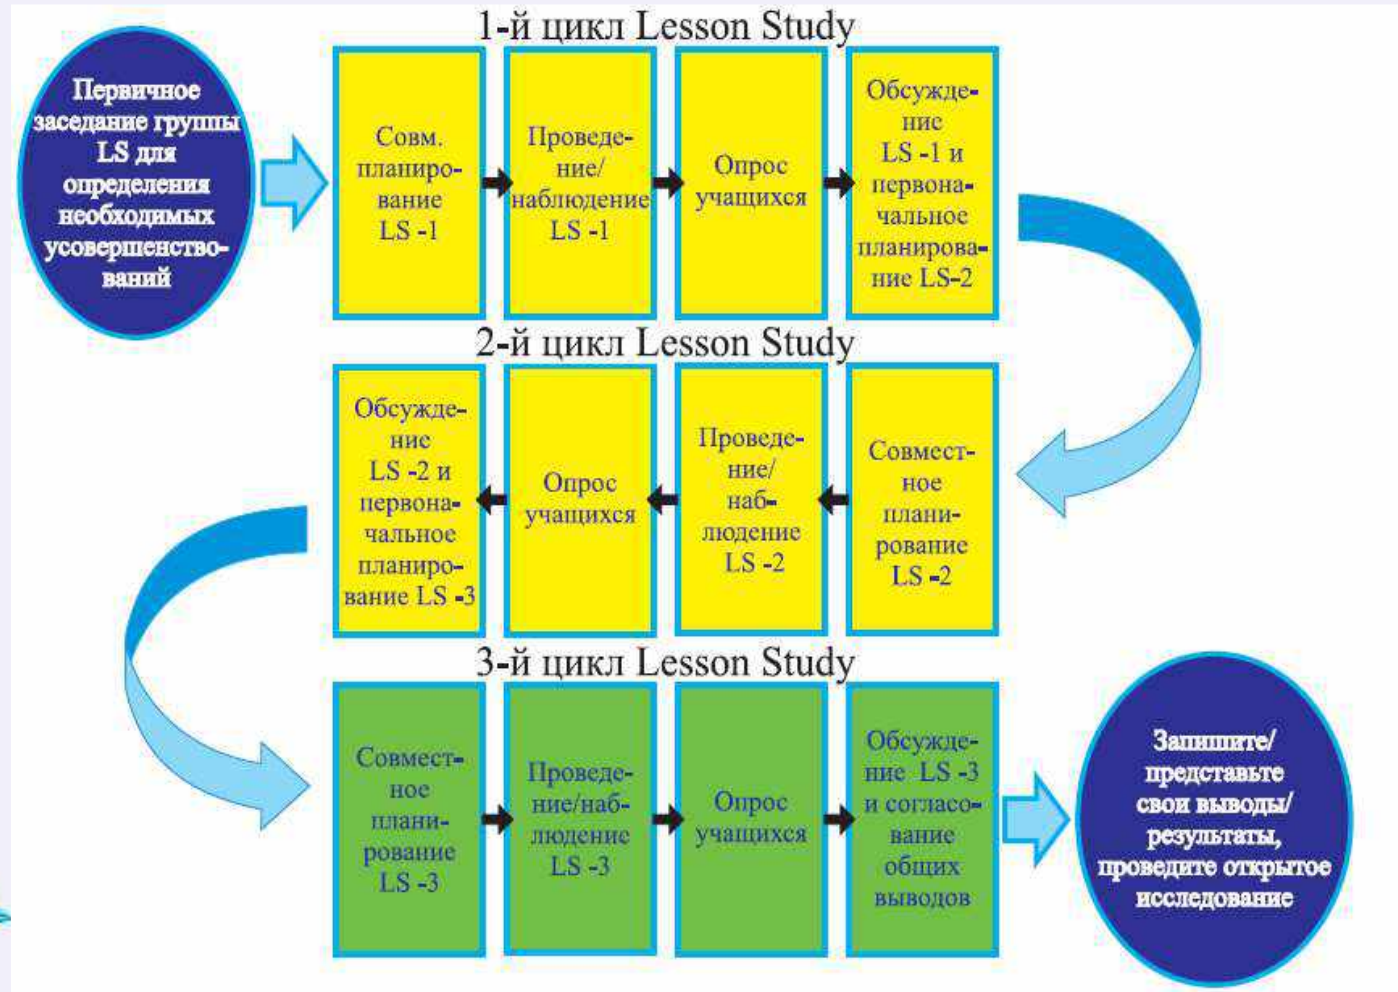 1-й цикл Lesson Study
Первичное
заседание группы
LS для
определения
необходимых
усовершенство-
ваний
Совм.
планиро-
вание
LS -1
Проведе-
ние/
наблюдение
LS -1
Опрос
учащихся
Обсужде-
ние
LS -1 и
первона-
чальное
планирова-
ние LS-2
2-й цикл Lesson Study
Совмест-
ное
плани-
рование
LS -2
Проведе-
ние/
наб-
людение
LS -2
Опрос
учащихся
Обсужде-
ние
LS -2 и
первона-
чальное
планиро-
вание LS -3
3-й цикл Lesson Study
Совмест-
ное
плани-
рование
LS -3
Проведе-
ние/наб-
людение
LS -3
Опрос
учащихся
Обсужде-
ние LS -3
и согласо-
вание
общих
выводов
Запишите/
представьте
свои выводы/
результаты,
проведите открытое
исследование